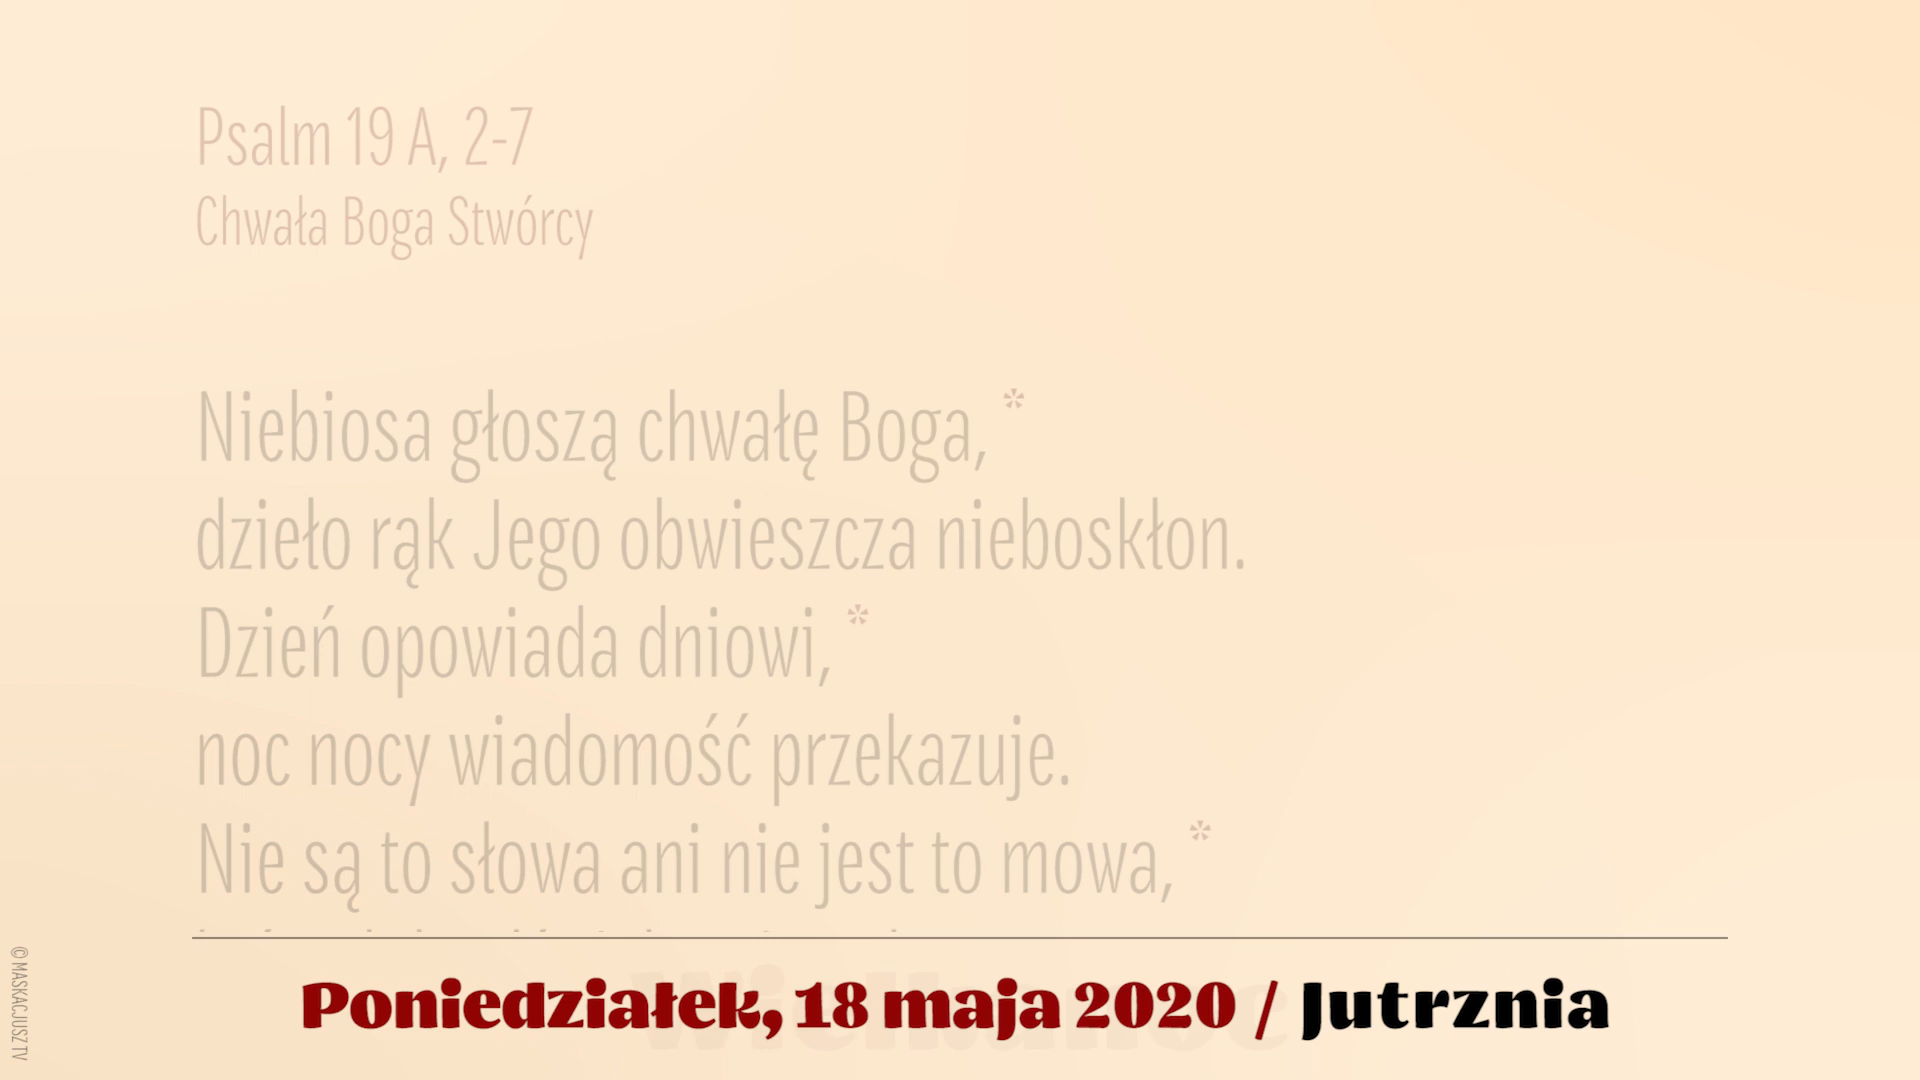 Psalm 19 A, 2-7
Chwała Boga Stwórcy
Niebiosa głoszą chwałę Boga, *
dzieło rąk Jego obwieszcza nieboskłon.
Dzień opowiada dniowi, *
noc nocy wiadomość przekazuje.
Nie są to słowa ani nie jest to mowa, *
Poniedziałek, 18 maja 2020 / Jutrznia
© MASKACJUSZ TV